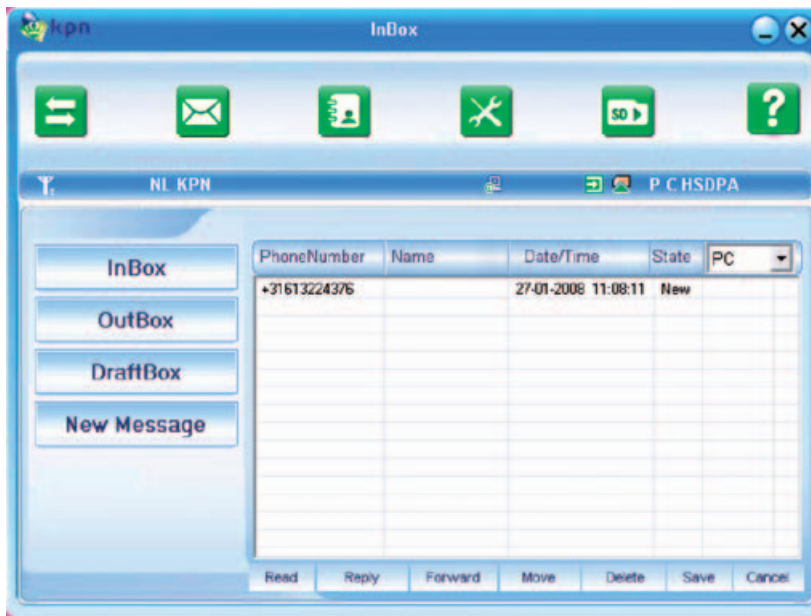 kpn InBox
SD
?
NL KPN P C HSDPA
InBox
OutBox
DraftBox
New Message
PhoneNumber Name Date/Time State PC
+31613224376 27-01-2008 11:08:11 New
Read Reply Forward Move Delete Save Cancel